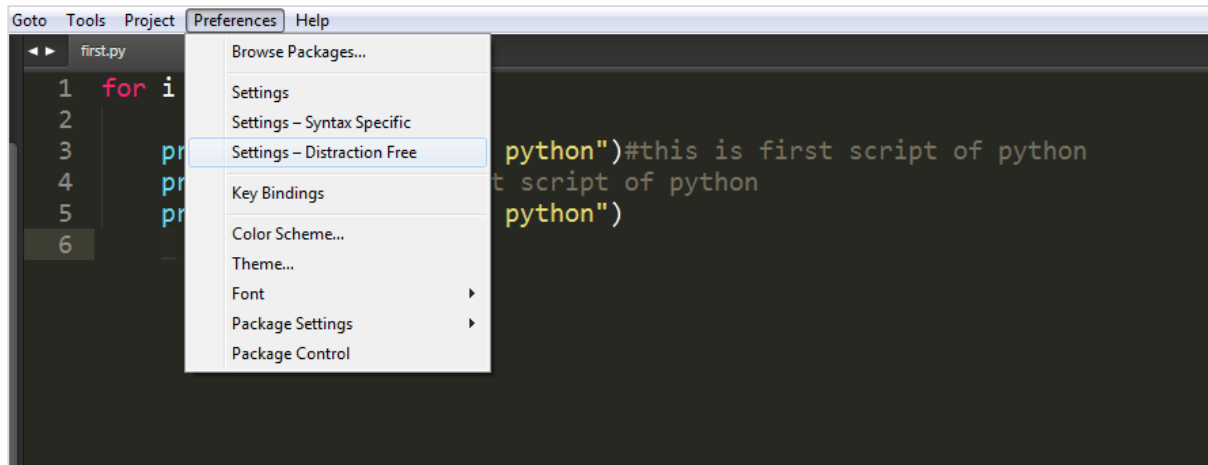 Goto Tools Project Preferences Help
first.py
Browse Packages...
Settings
Settings – Syntax Specific
Settings – Distraction Free
Key Bindings
Color Scheme...
Theme...
Font
Package Settings
Package Control
1 for i
2
3 pr python")#this is first script of python
4 pr t script of python
5 pr python")
6